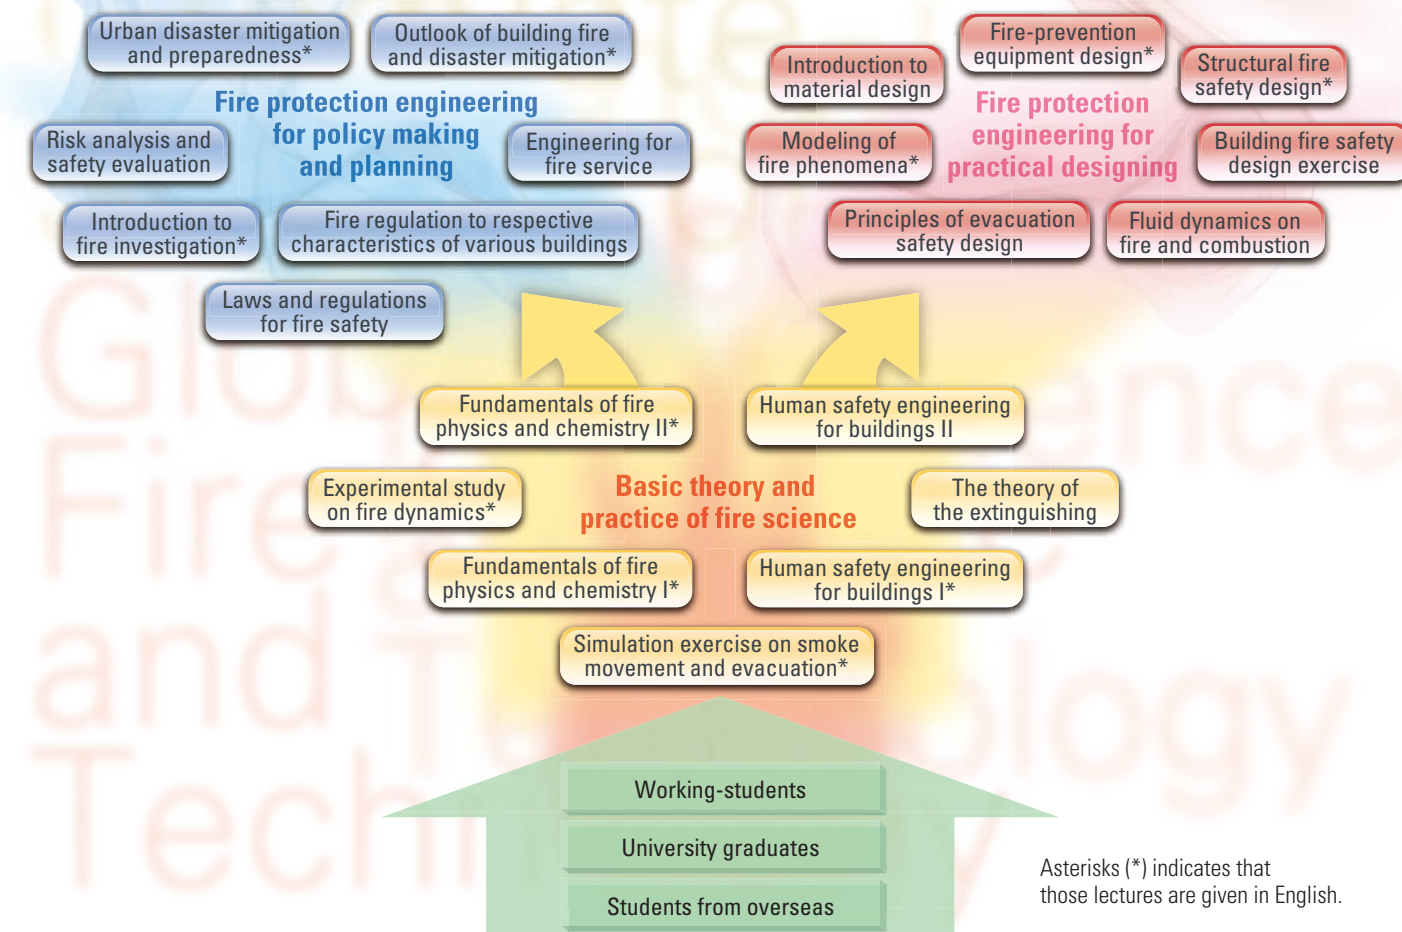 Urban disaster mitigation
and preparedness*
Outlook of building fire
and disaster mitigation*
Fire protection engineering
for policy making
and planning
Risk analysis and
safety evaluation
Engineering for
fire service
Introduction to
fire investigation*
Fire regulation to respective
characteristics of various buildings
Laws and regulations
for fire safety
Fire-prevention
equipment design*
Introduction to
material design
Structural fire
safety design*
Fire protection
engineering for
practical designing
Modeling of
fire phenomena*
Building fire safety
design exercise
Principles of evacuation
safety design
Fluid dynamics on
fire and combustion
Fundamentals of fire
physics and chemistry II*
Human safety engineering
for buildings II
Experimental study
on fire dynamics*
Basic theory and
practice of fire science
The theory of
the extinguishing
Fundamentals of fire
physics and chemistry I*
Human safety engineering
for buildings I*
Simulation exercise on smoke
movement and evacuation*
Working-students
University graduates
Students from overseas
Asterisks (*) indicates that
those lectures are given in English.
Fire
and